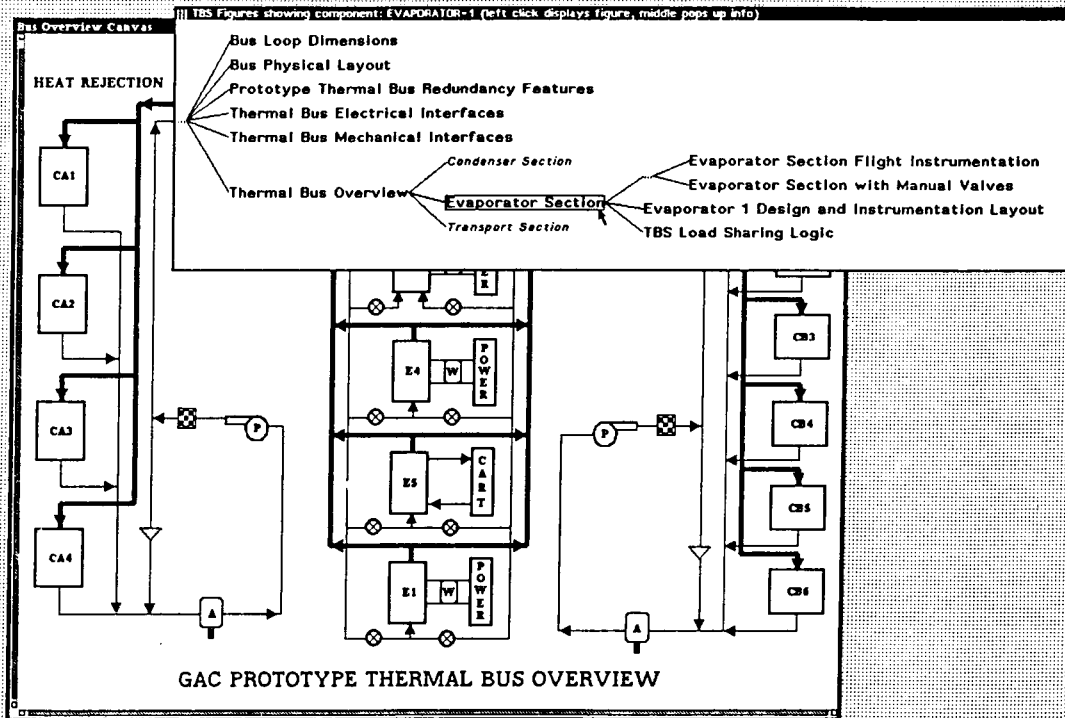 TBS Figures showing component: EVAPORATOR-1 (left click displays figure, middle pops up info)
Bus Overview Canvas
Bus Loop Dimensions
Bus Physical Layout
Prototype Thermal Bus Redundancy Features
Thermal Bus Electrical Interfaces
Thermal Bus Mechanical Interfaces
Thermal Bus Overview
Condenser Section
Evaporator Section
Transport Section
Evaporator Section Flight Instrumentation
Evaporator Section with Manual Valves
Evaporator 1 Design and Instrumentation Layout
TBS Load Sharing Logic
HEAT REJECTION
CA1
CA2
CA3
CA4
P
A
E
R
E4
W
POWER
E5
CART
E1
W
POWER
P
A
CB3
CB4
CB5
CB6
GAC PROTOTYPE THERMAL BUS OVERVIEW